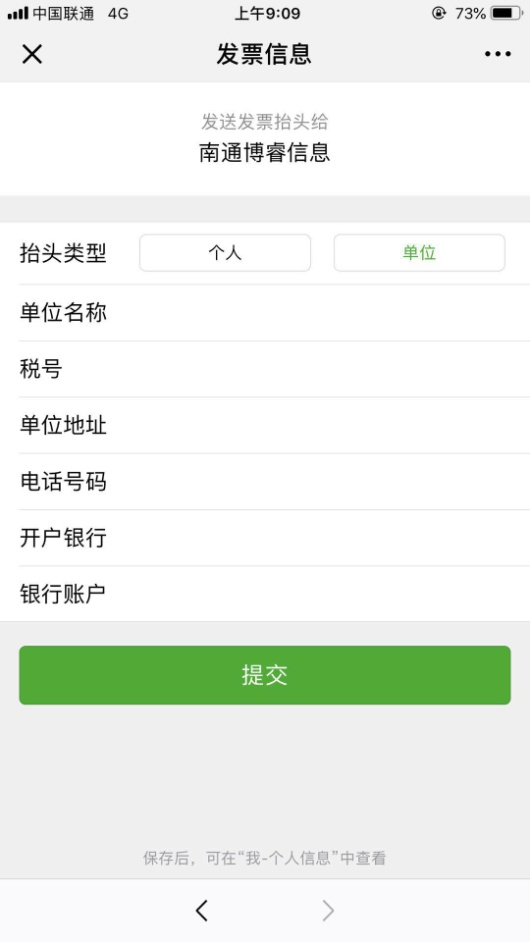 中国联通 4G 上午9:09 73%
发票信息
发送发票抬头给
南通博睿信息
抬头类型 个人 单位
单位名称
税号
单位地址
电话号码
开户银行
银行账户
提交
保存后，可在“我-个人信息”中查看